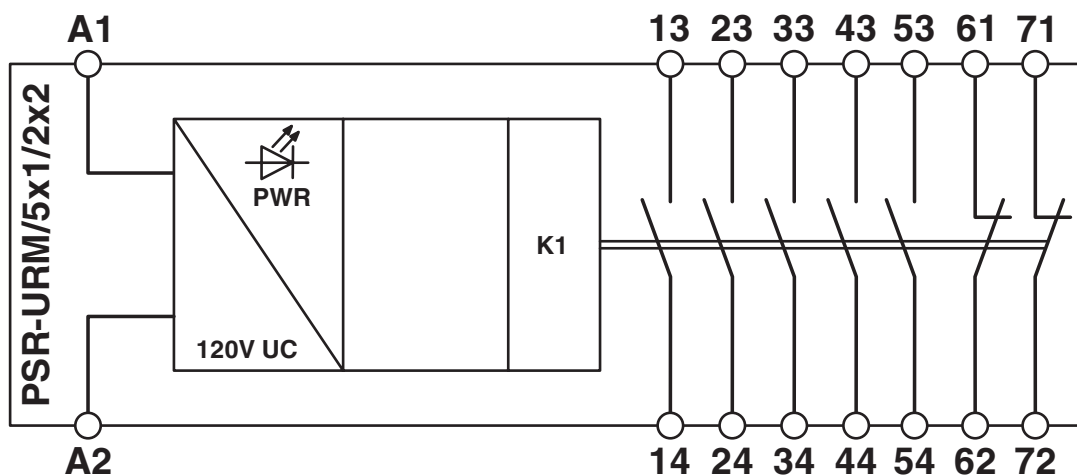 A1 13 23 33 43 53 61 71
PSR-URM/5x1/2x2
PWR
K1
120V UC
A2 14 24 34 44 54 62 72